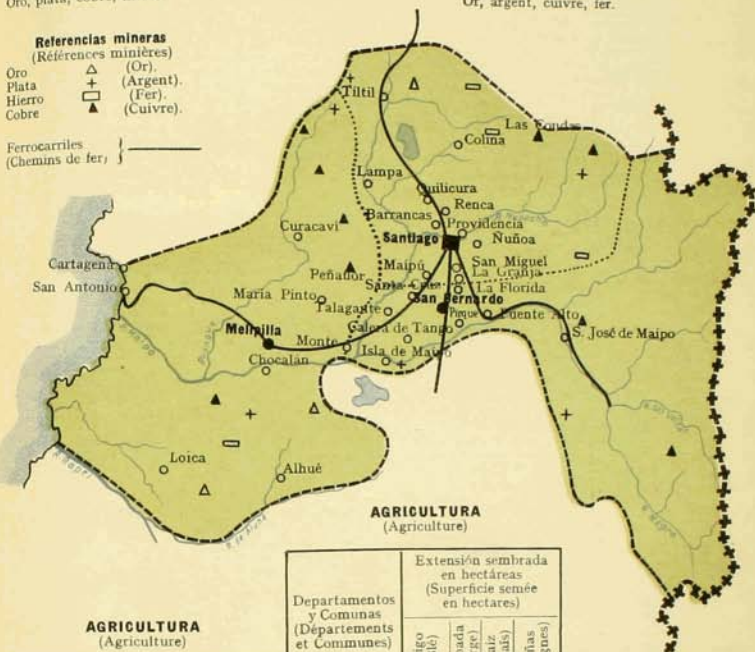 Or, argent, cuivre, fer.
Referencias mineras
(Références minières)
Oro (Or).
Plata (Argent).
Hierro (Fer).
Cobre (Cuivre).
Ferrocarriles
(Chemins de fer)
Tiltil
Las Condes
Colina
Lampa
Quilicura
Renca
Barrancas
Providencia
Curacaví
Santiago
Ñuñoa
Cartagena
Maipú
San Miguel
Peñaflor
La Granja
San Antonio
Santa Cruz
La Florida
María Pinto
San Bernardo
Talagante
Pirque
Puente Alto
Melipilla
Calera de Tango
S. José de Maipo
Monte
Isla de Maipo
Chocalán
Loica
Alhué
AGRICULTURA
(Agriculture)
Extensión sembrada
en hectáreas
(Superficie semée
en hectares)
Departamentos
y Comunas
(Départements
et Communes)
AGRICULTURA
(Agriculture)